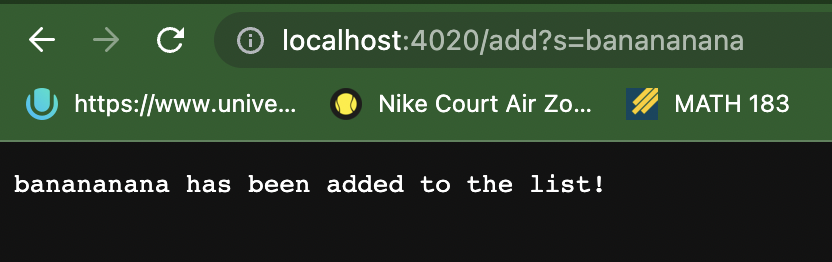 localhost:4020/add?s=banananana
https://www.unive... Nike Court Air Zo... MATH 183
banananana has been added to the list!